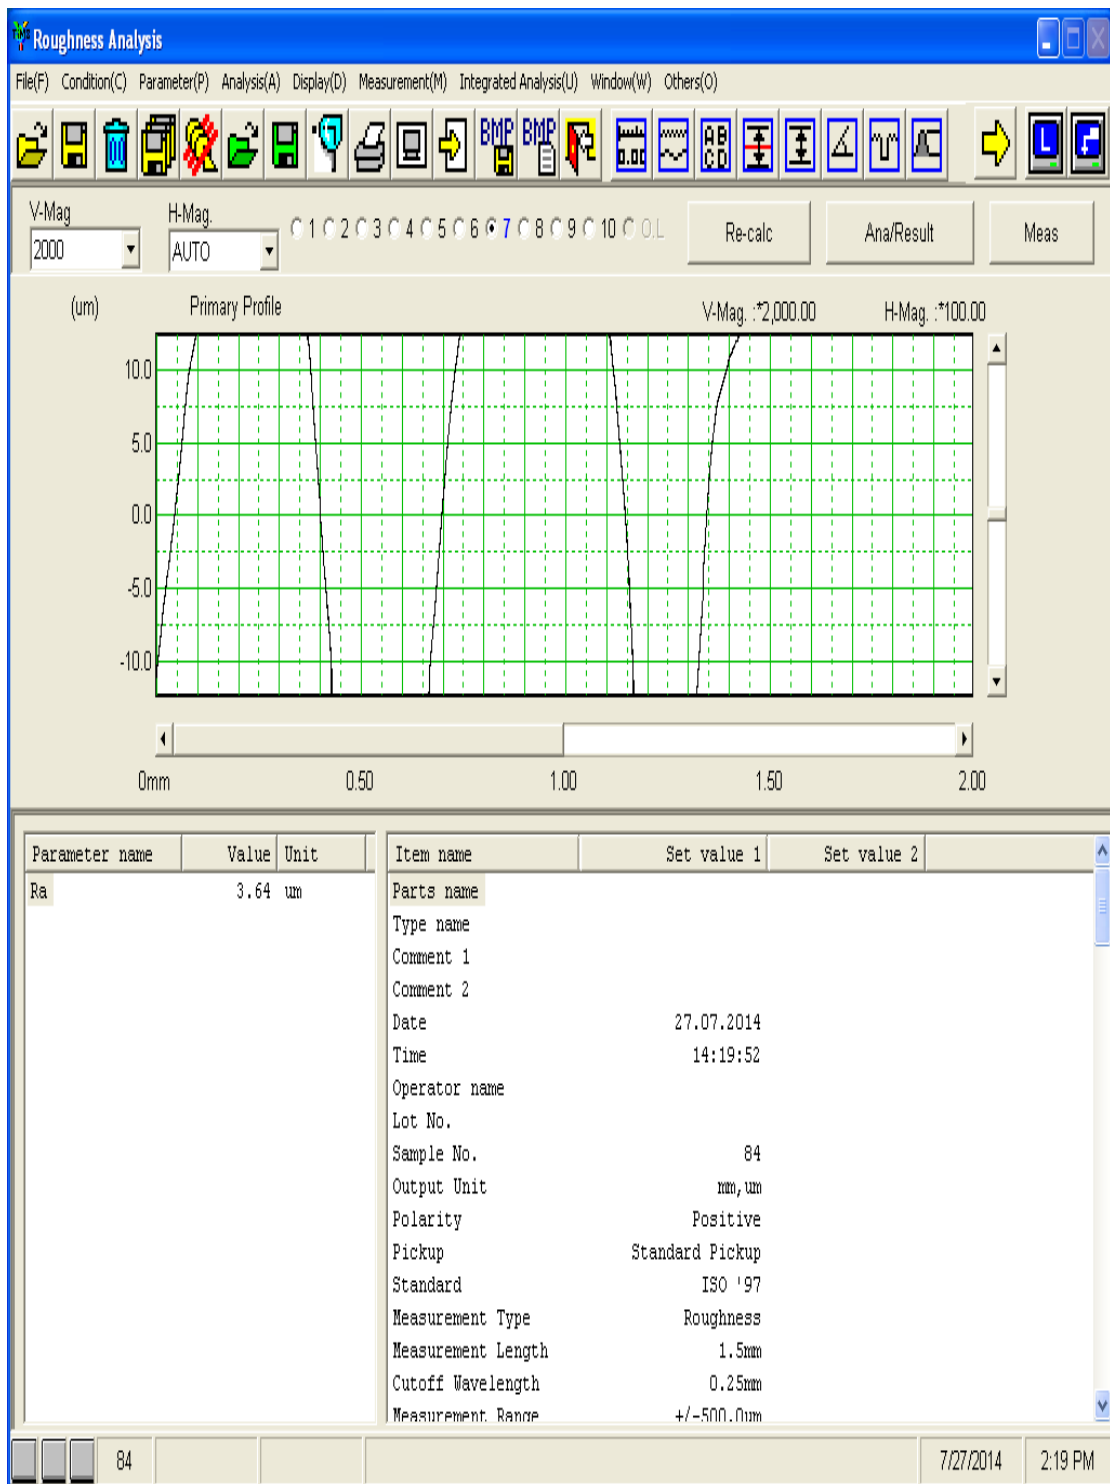 Roughness Analysis
File(F) Condition(C) Parameter(P) Analysis(A) Display(D) Measurement(M) Integrated Analysis(U) Window(W) Others(O)
BMP BMP 0.00 AB CD L
V-Mag H-Mag.
2000 AUTO 1 2 3 4 5 6 7 8 9 10 O.L Re-calc Ana/Result Meas
(um) Primary Profile V-Mag. :*2,000.00 H-Mag. :*100.00
10.0
5.0
0.0
-5.0
-10.0
0mm 0.50 1.00 1.50 2.00
Parameter name Value Unit
Ra 3.64 um
Item name Set value 1 Set value 2
Parts name
Type name
Comment 1
Comment 2
Date 27.07.2014
Time 14:19:52
Operator name
Lot No.
Sample No. 84
Output Unit mm,um
Polarity Positive
Pickup Standard Pickup
Standard ISO '97
Measurement Type Roughness
Measurement Length 1.5mm
Cutoff Wavelength 0.25mm
Measurement Range +/-500.0um
84 7/27/2014 2:19 PM